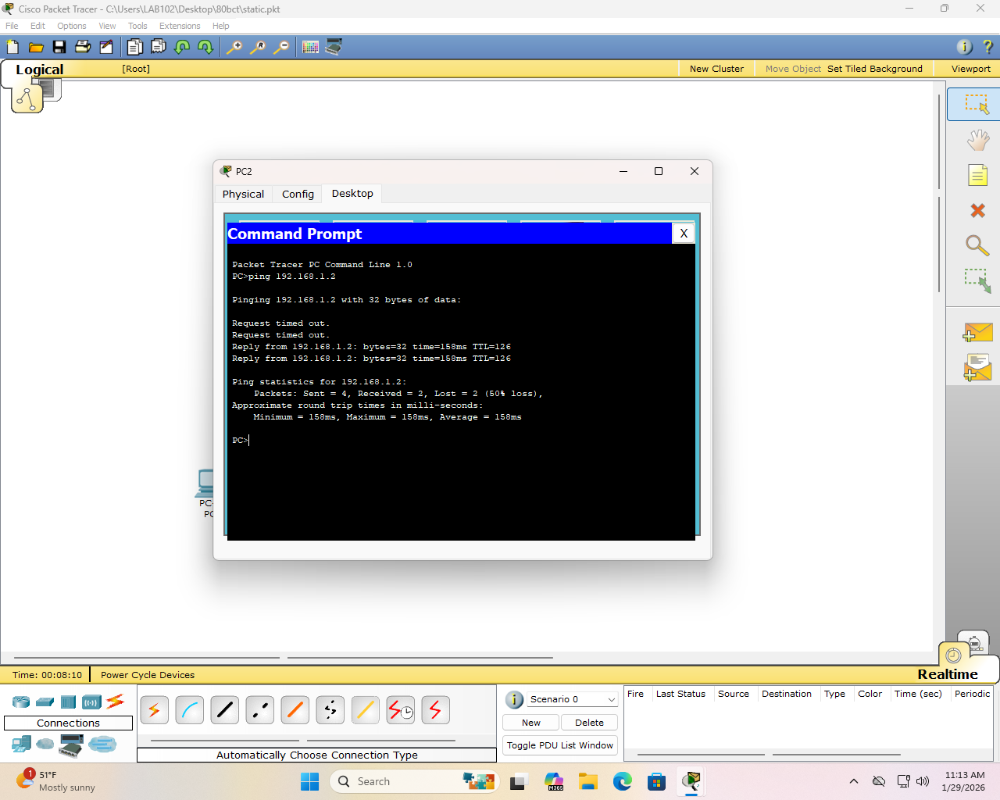 Cisco Packet Tracer - C:\Users\LAB102\Desktop\80bct\static.pkt
File Edit Options View Tools Extensions Help
Logical [Root] New Cluster Move Object Set Tiled Background Viewport
PC2
Physical Config Desktop
Command Prompt X
Packet Tracer PC Command Line 1.0
PC>ping 192.168.1.2
Pinging 192.168.1.2 with 32 bytes of data:
Request timed out.
Request timed out.
Reply from 192.168.1.2: bytes=32 time=158ms TTL=126
Reply from 192.168.1.2: bytes=32 time=158ms TTL=126
Ping statistics for 192.168.1.2:
Packets: Sent = 4, Received = 2, Lost = 2 (50% loss),
Approximate round trip times in milli-seconds:
Minimum = 158ms, Maximum = 158ms, Average = 158ms
PC>
PC-
PC
Time: 00:08:10 Power Cycle Devices Realtime
Connections
Automatically Choose Connection Type
Scenario 0
New Delete
Toggle PDU List Window
Fire Last Status Source Destination Type Color Time (sec) Periodic
1
51°F
Mostly sunny
Search
M365
11:13 AM
1/29/2026